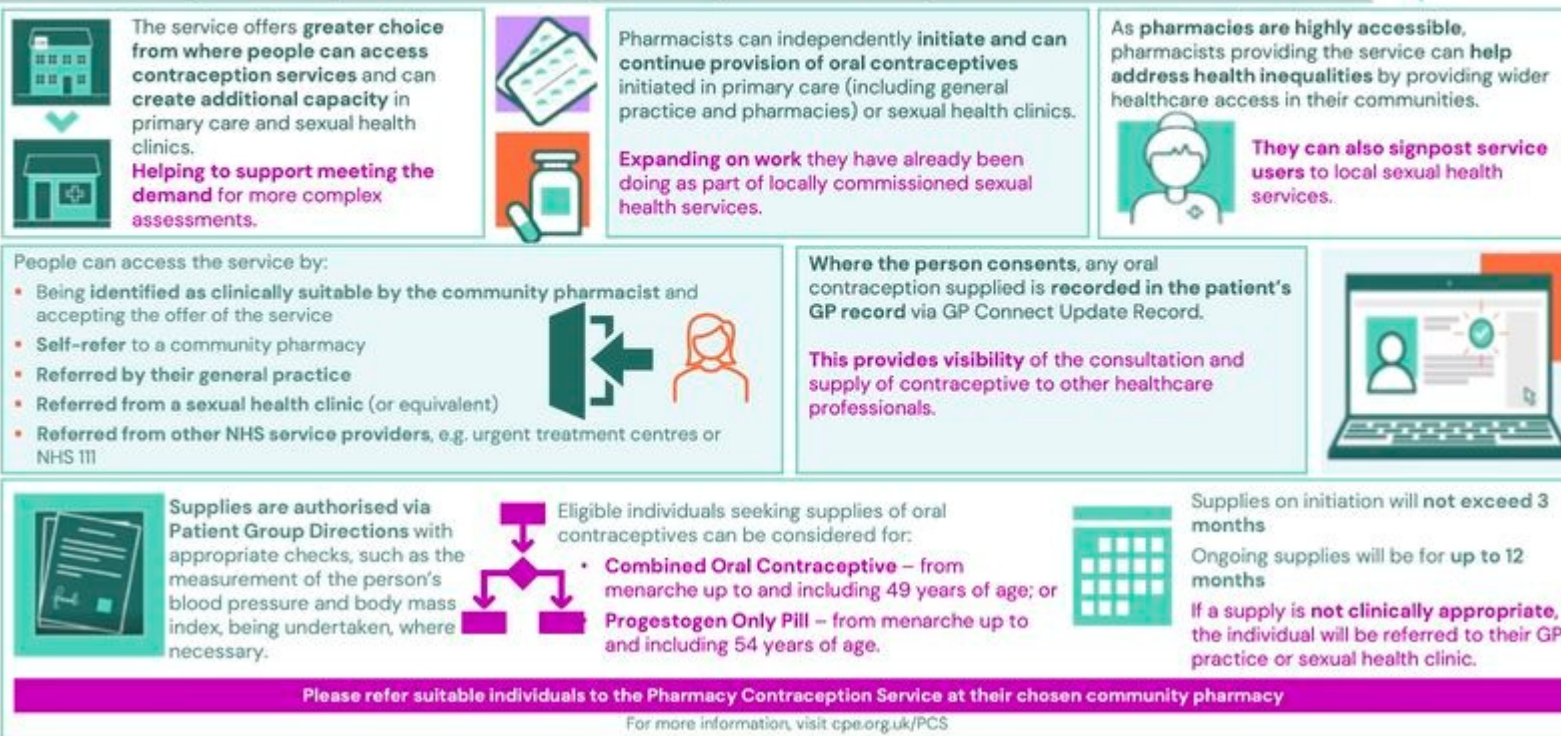 The service offers greater choice
from where people can access
contraception services and can
create additional capacity in
primary care and sexual health
clinics.
Helping to support meeting the
demand for more complex
assessments.
Pharmacists can independently initiate and can
continue provision of oral contraceptives
initiated in primary care (including general
practice and pharmacies) or sexual health clinics.
Expanding on work they have already been
doing as part of locally commissioned sexual
health services.
As pharmacies are highly accessible,
pharmacists providing the service can help
address health inequalities by providing wider
healthcare access in their communities.
They can also signpost service
users to local sexual health
services.
People can access the service by:
▪ Being identified as clinically suitable by the community pharmacist and
accepting the offer of the service
▪ Self-refer to a community pharmacy
▪ Referred by their general practice
▪ Referred from a sexual health clinic (or equivalent)
▪ Referred from other NHS service providers, e.g. urgent treatment centres or
NHS 111
Where the person consents, any oral
contraception supplied is recorded in the patient's
GP record via GP Connect Update Record.
This provides visibility of the consultation and
supply of contraceptive to other healthcare
professionals.
Supplies are authorised via
Patient Group Directions with
appropriate checks, such as the
measurement of the person's
blood pressure and body mass
index, being undertaken, where
necessary.
Eligible individuals seeking supplies of oral
contraceptives can be considered for:
• Combined Oral Contraceptive – from
menarche up to and including 49 years of age; or
• Progestogen Only Pill – from menarche up to
and including 54 years of age.
Supplies on initiation will not exceed 3
months
Ongoing supplies will be for up to 12
months
If a supply is not clinically appropriate,
the individual will be referred to their GP
practice or sexual health clinic.
Please refer suitable individuals to the Pharmacy Contraception Service at their chosen community pharmacy
For more information, visit cpe.org.uk/PCS